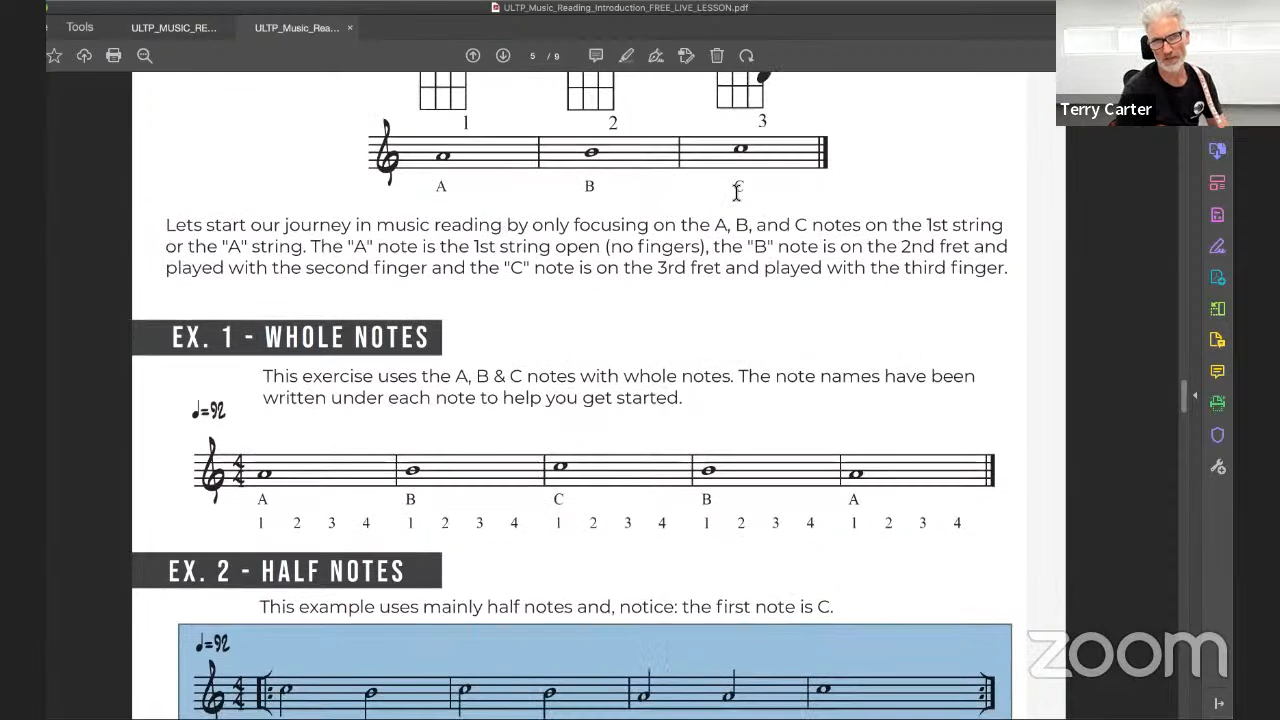 ULTP_Music_Reading_Introduction_FREE_LIVE_LESSON.pdf
Tools
ULTP_MUSIC_RE...
ULTP_Music_Rea... ×
5 / 9
Terry Carter
1 2 3
A B C
Lets start our journey in music reading by only focusing on the A, B, and C notes on the 1st string
or the "A" string. The "A" note is the 1st string open (no fingers), the "B" note is on the 2nd fret and
played with the second finger and the "C" note is on the 3rd fret and played with the third finger.
EX. 1 - WHOLE NOTES
This exercise uses the A, B & C notes with whole notes. The note names have been
written under each note to help you get started.
♩=92
4
4
A B C B A
1 2 3 4 1 2 3 4 1 2 3 4 1 2 3 4 1 2 3 4
EX. 2 - HALF NOTES
This example uses mainly half notes and, notice: the first note is C.
♩=92
4
4
zoom